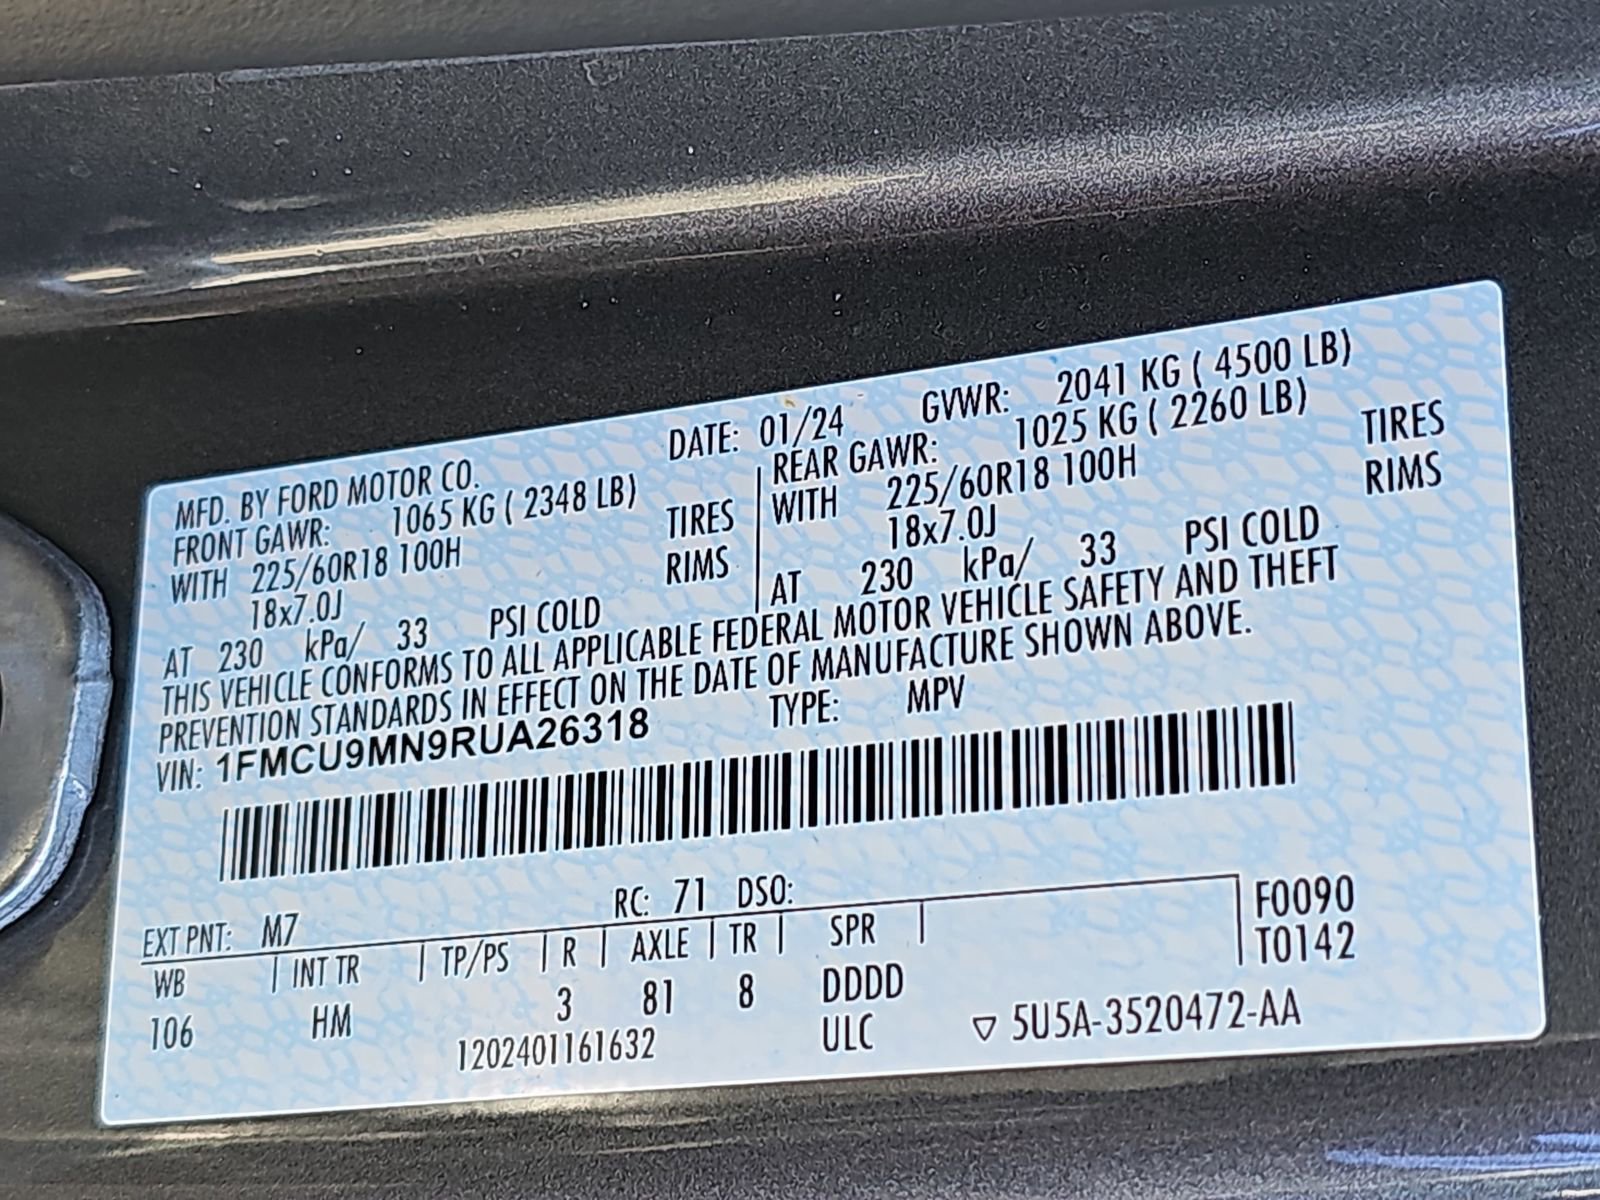 MFD. BY FORD MOTOR CO. DATE: 01/24 GVWR: 2041 KG ( 4500 LB)
FRONT GAWR: 1065 KG ( 2348 LB) REAR GAWR: 1025 KG ( 2260 LB)
WITH 225/60R18 100H TIRES WITH 225/60R18 100H TIRES
18x7.0J RIMS 18x7.0J RIMS
AT 230 kPa/ 33 PSI COLD AT 230 kPa/ 33 PSI COLD
THIS VEHICLE CONFORMS TO ALL APPLICABLE FEDERAL MOTOR VEHICLE SAFETY AND THEFT
PREVENTION STANDARDS IN EFFECT ON THE DATE OF MANUFACTURE SHOWN ABOVE.
VIN: 1FMCU9MN9RUA26318 TYPE: MPV
EXT PNT: M7 RC: 71 DSO: F0090
WB INT TR TP/PS R AXLE TR SPR T0142
106 HM 3 81 8 DDDD
1202401161632 ULC ▽ 5U5A-3520472-AA